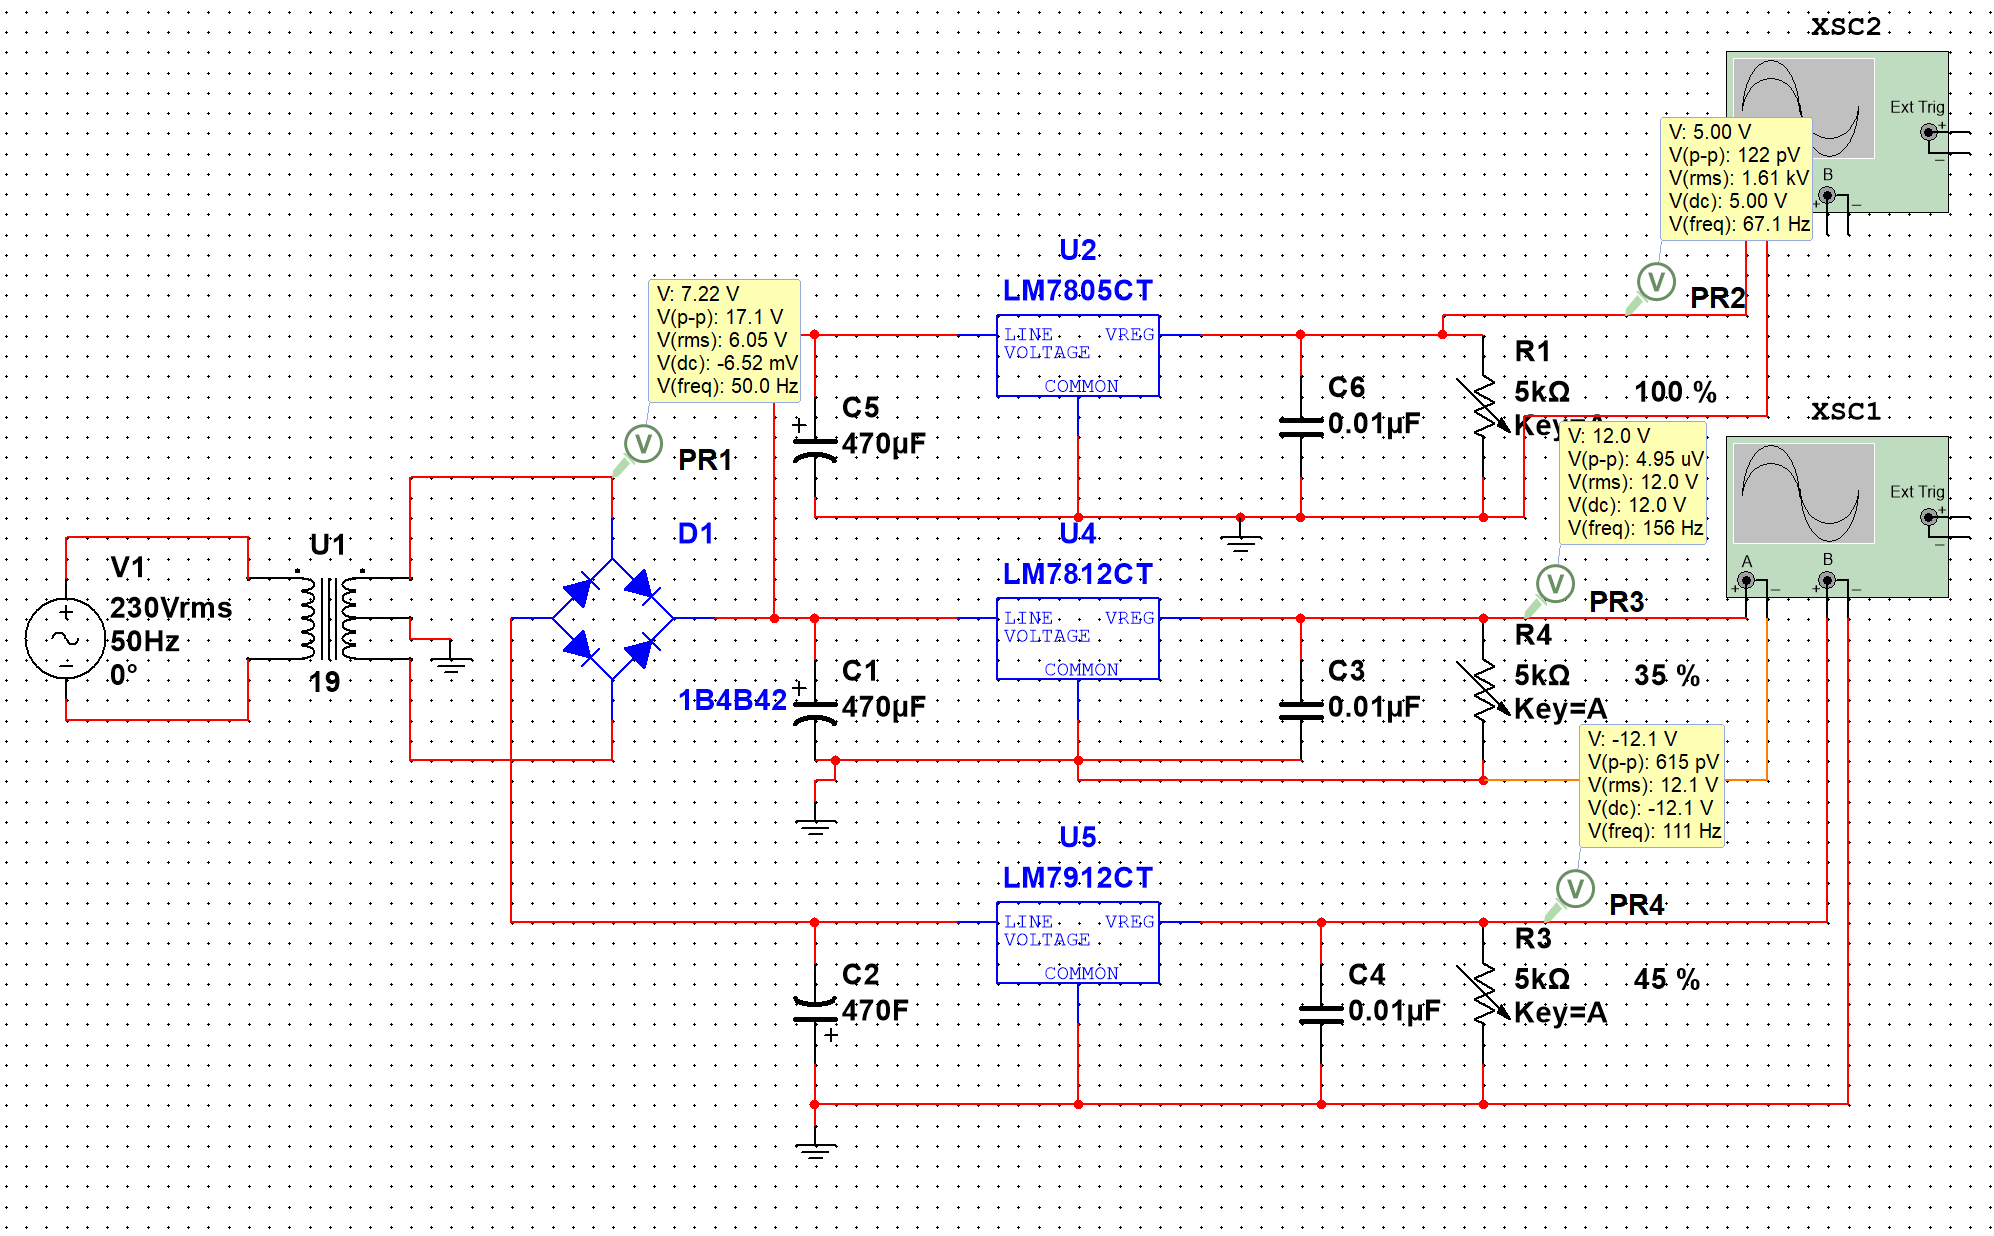 XSC2
Ext Trig
+
_
B
+
_
V: 5.00 V
V(p-p): 122 pV
V(rms): 1.61 kV
V(dc): 5.00 V
V(freq): 67.1 Hz
V
PR2
U2
LM7805CT
LINE VREG
VOLTAGE
COMMON
V: 7.22 V
V(p-p): 17.1 V
V(rms): 6.05 V
V(dc): -6.52 mV
V(freq): 50.0 Hz
V
PR1
+
C5
470µF
C6
0.01µF
R1
5kΩ 100 %
Key=A
XSC1
Ext Trig
+
_
A
B
+
_
+
_
V: 12.0 V
V(p-p): 4.95 uV
V(rms): 12.0 V
V(dc): 12.0 V
V(freq): 156 Hz
V
PR3
V1
230Vrms
50Hz
0°
+
U1
19
D1
1B4B42
U4
LM7812CT
LINE VREG
VOLTAGE
COMMON
+
C1
470µF
C3
0.01µF
R4
5kΩ 35 %
Key=A
V: -12.1 V
V(p-p): 615 pV
V(rms): 12.1 V
V(dc): -12.1 V
V(freq): 111 Hz
V
PR4
U5
LM7912CT
LINE VREG
VOLTAGE
COMMON
C2
470F
+
C4
0.01µF
R3
5kΩ 45 %
Key=A